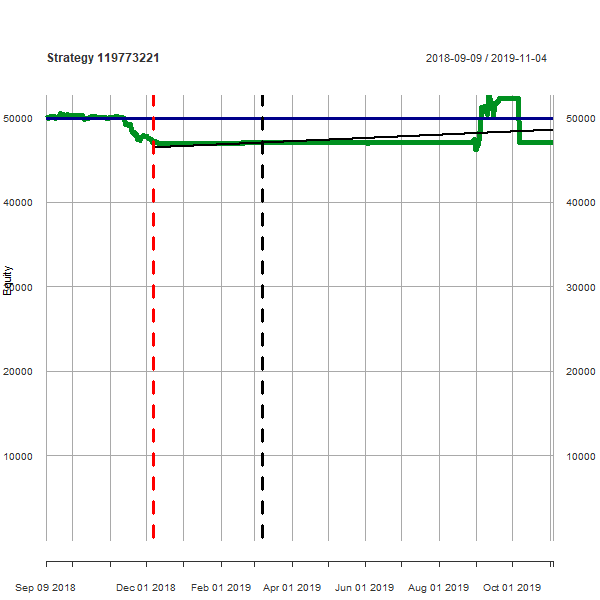 Strategy 119773221
2018-09-09 / 2019-11-04
50000
50000
40000
40000
Equity
30000
30000
20000
20000
10000
10000
Sep 09 2018
Dec 01 2018
Feb 01 2019
Apr 01 2019
Jun 01 2019
Aug 01 2019
Oct 01 2019